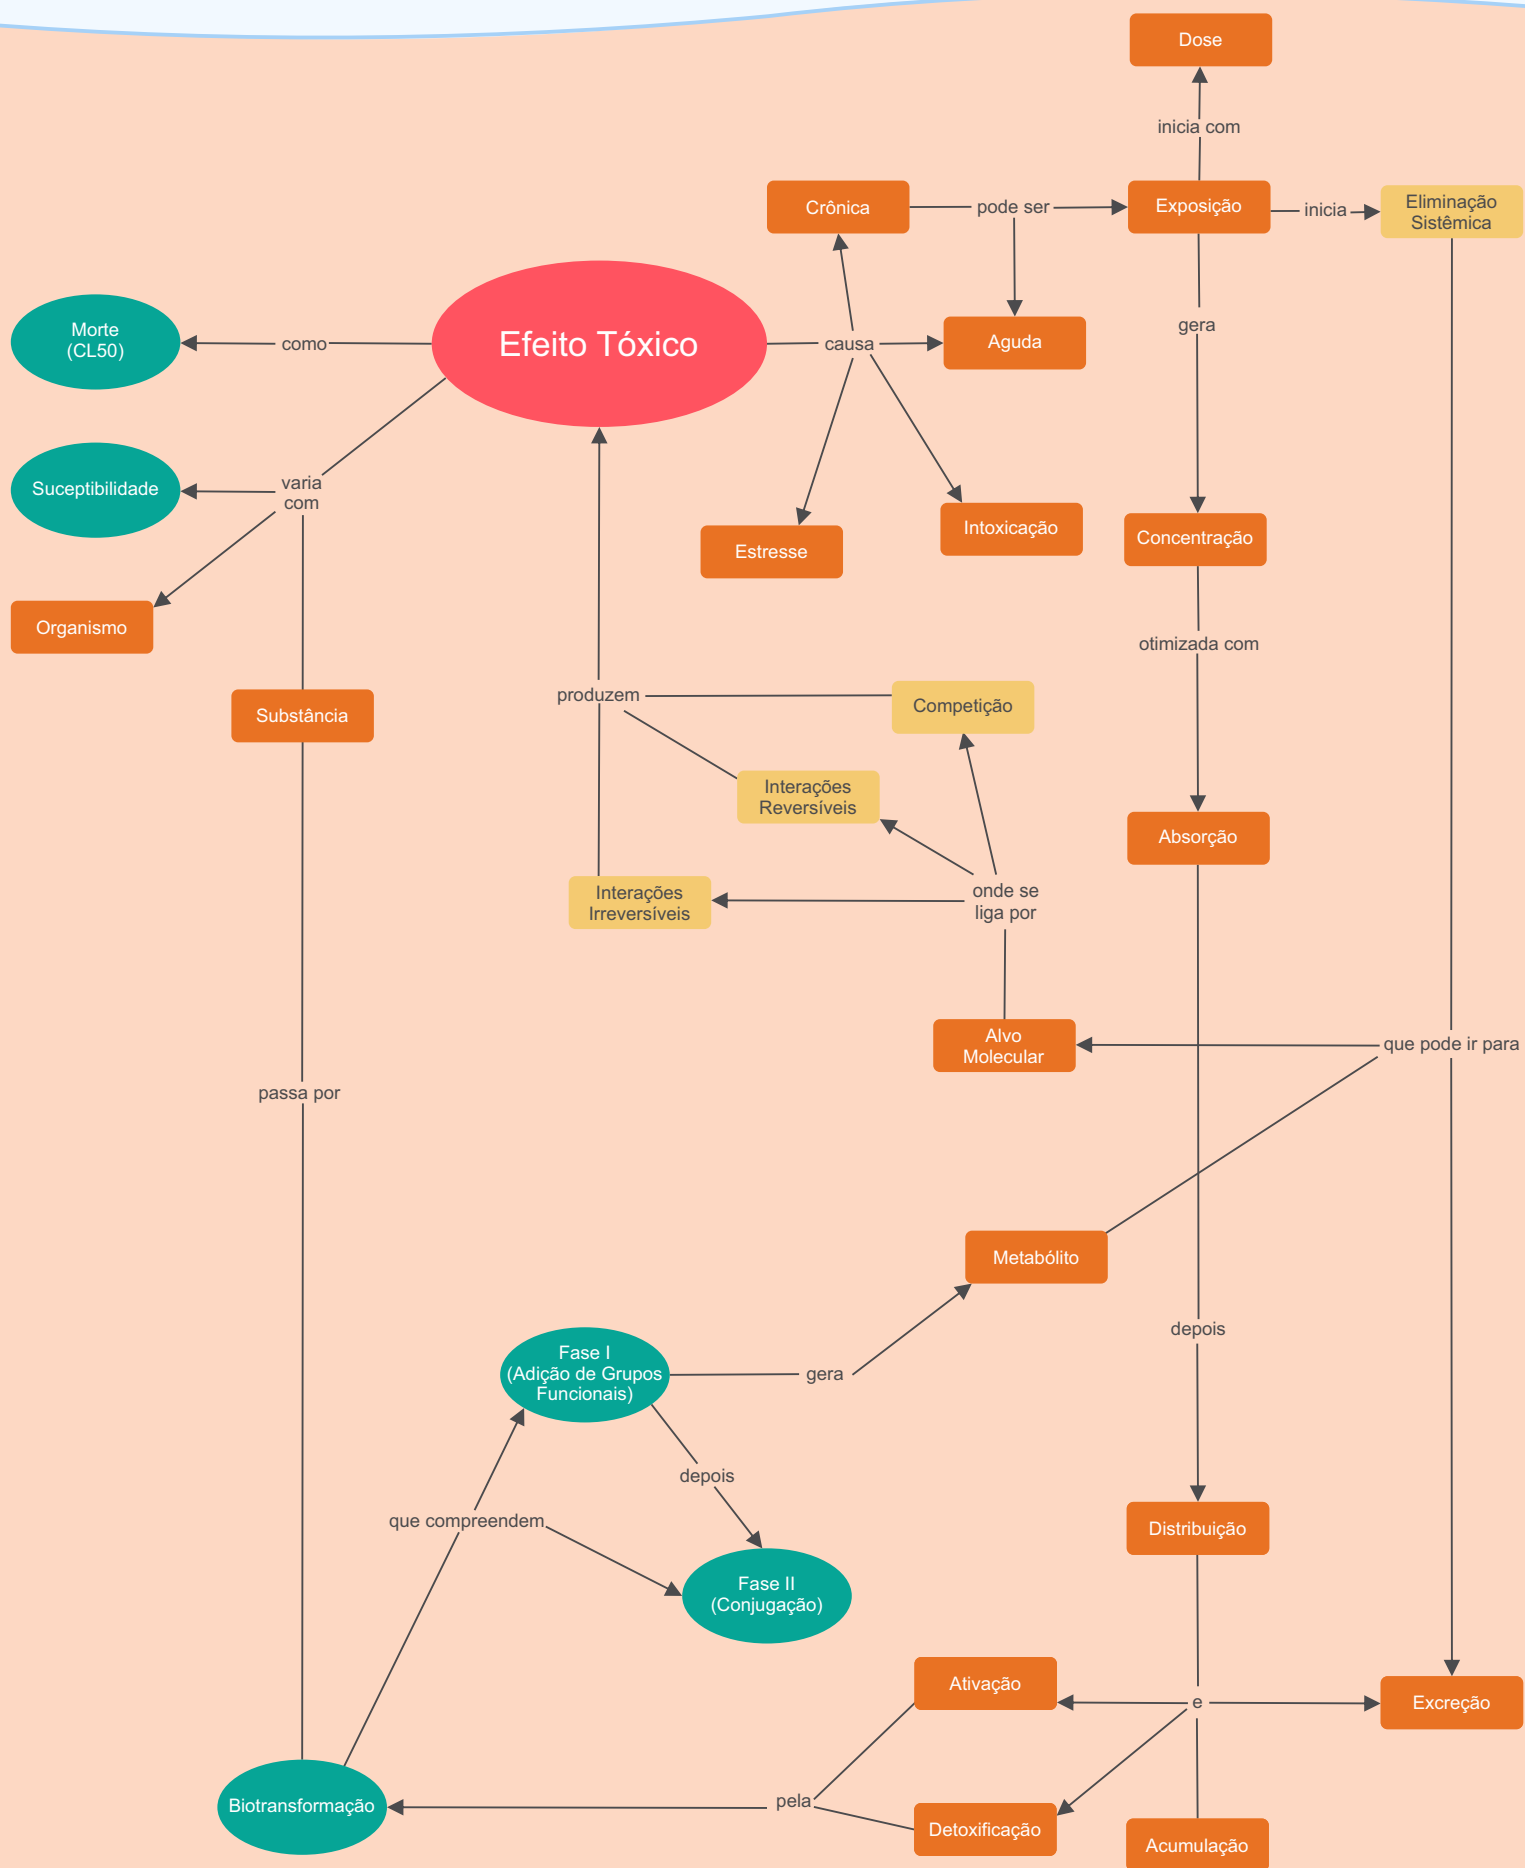 Dose
inicia com
Crônica
pode ser
Exposição
inicia
Eliminação
Sistêmica
Morte
(CL50)
como
Efeito Tóxico
causa
Aguda
gera
Suceptibilidade
varia
com
Estresse
Intoxicação
Concentração
Organismo
otimizada com
Substância
produzem
Competição
Interações
Reversíveis
Absorção
Interações
Irreversíveis
onde se
liga por
Alvo
Molecular
que pode ir para
passa por
Metabólito
depois
Fase I
(Adição de Grupos
Funcionais)
gera
depois
que compreendem
Distribuição
Fase II
(Conjugação)
Ativação
e
Excreção
Biotransformação
pela
Detoxificação
Acumulação